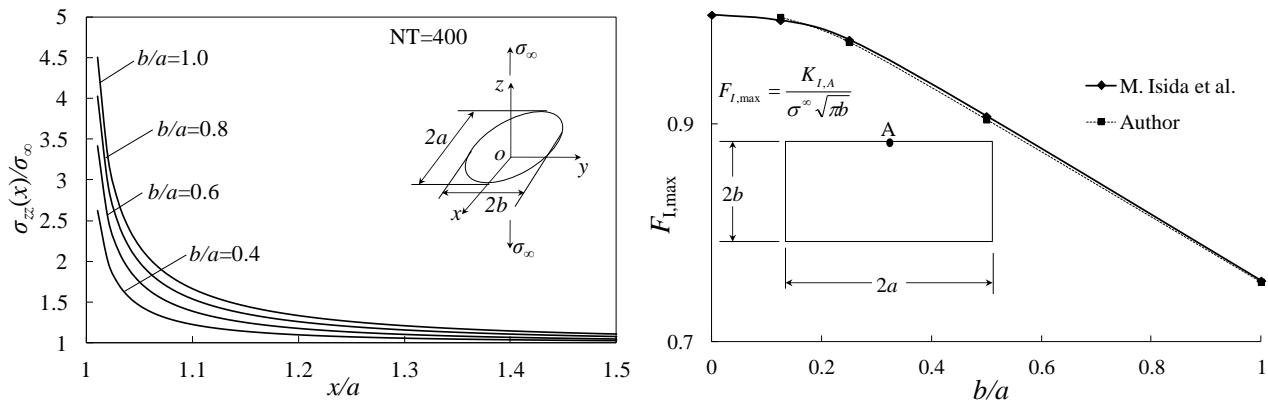 5
4.5
4
3.5
3
2.5
2
1.5
1
σzz(x)/σ∞
NT=400
b/a=1.0
b/a=0.8
b/a=0.6
b/a=0.4
σ∞
z
2a
o
y
x
2b
σ∞
1 1.1 1.2 1.3 1.4 1.5
x/a
0.9
0.7
F_{I,max}
F_{I,max} = K_{I,A} / σ^∞ √πb
M. Isida et al.
Author
A
2b
2a
0 0.2 0.4 0.6 0.8 1
b/a